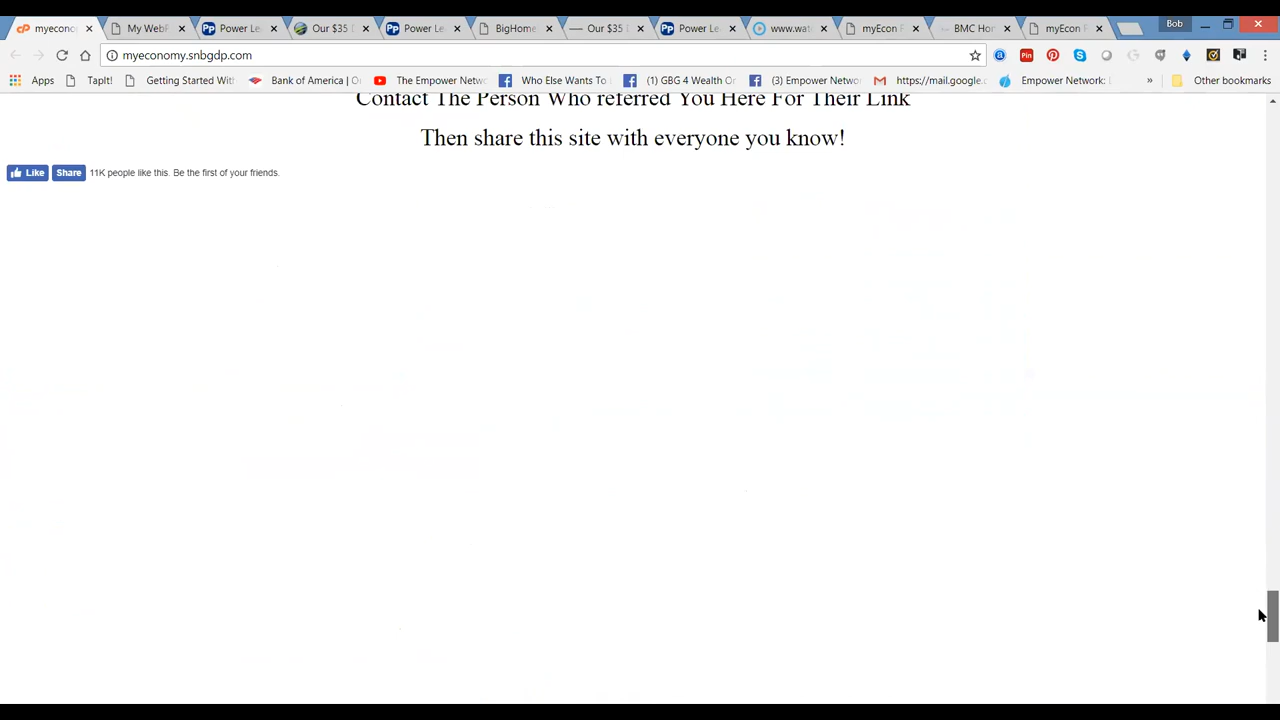 myecono
My WebP
Power Le
Our $35
Power Le
BigHome
Our $35
Power Le
www.wat
myEcon
BMC Hor
myEcon P
Bob
myeconomy.snbgdp.com
Apps
TapIt!
Getting Started With
Bank of America | O
The Empower Netw
Who Else Wants To
(1) GBG 4 Wealth Or
(3) Empower Netwo
https://mail.google.c
Empower Network: L
»
Other bookmarks
Contact The Person Who referred You Here For Their Link
Then share this site with everyone you know!
Like Share 11K people like this. Be the first of your friends.